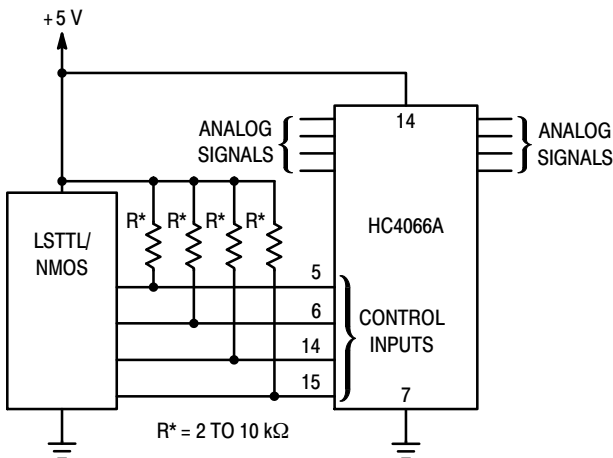 +5 V
14
ANALOG
SIGNALS
ANALOG
SIGNALS
HC4066A
LSTTL/
NMOS
R* R* R* R*
5
6
14
15
CONTROL
INPUTS
7
R* = 2 TO 10 kΩ